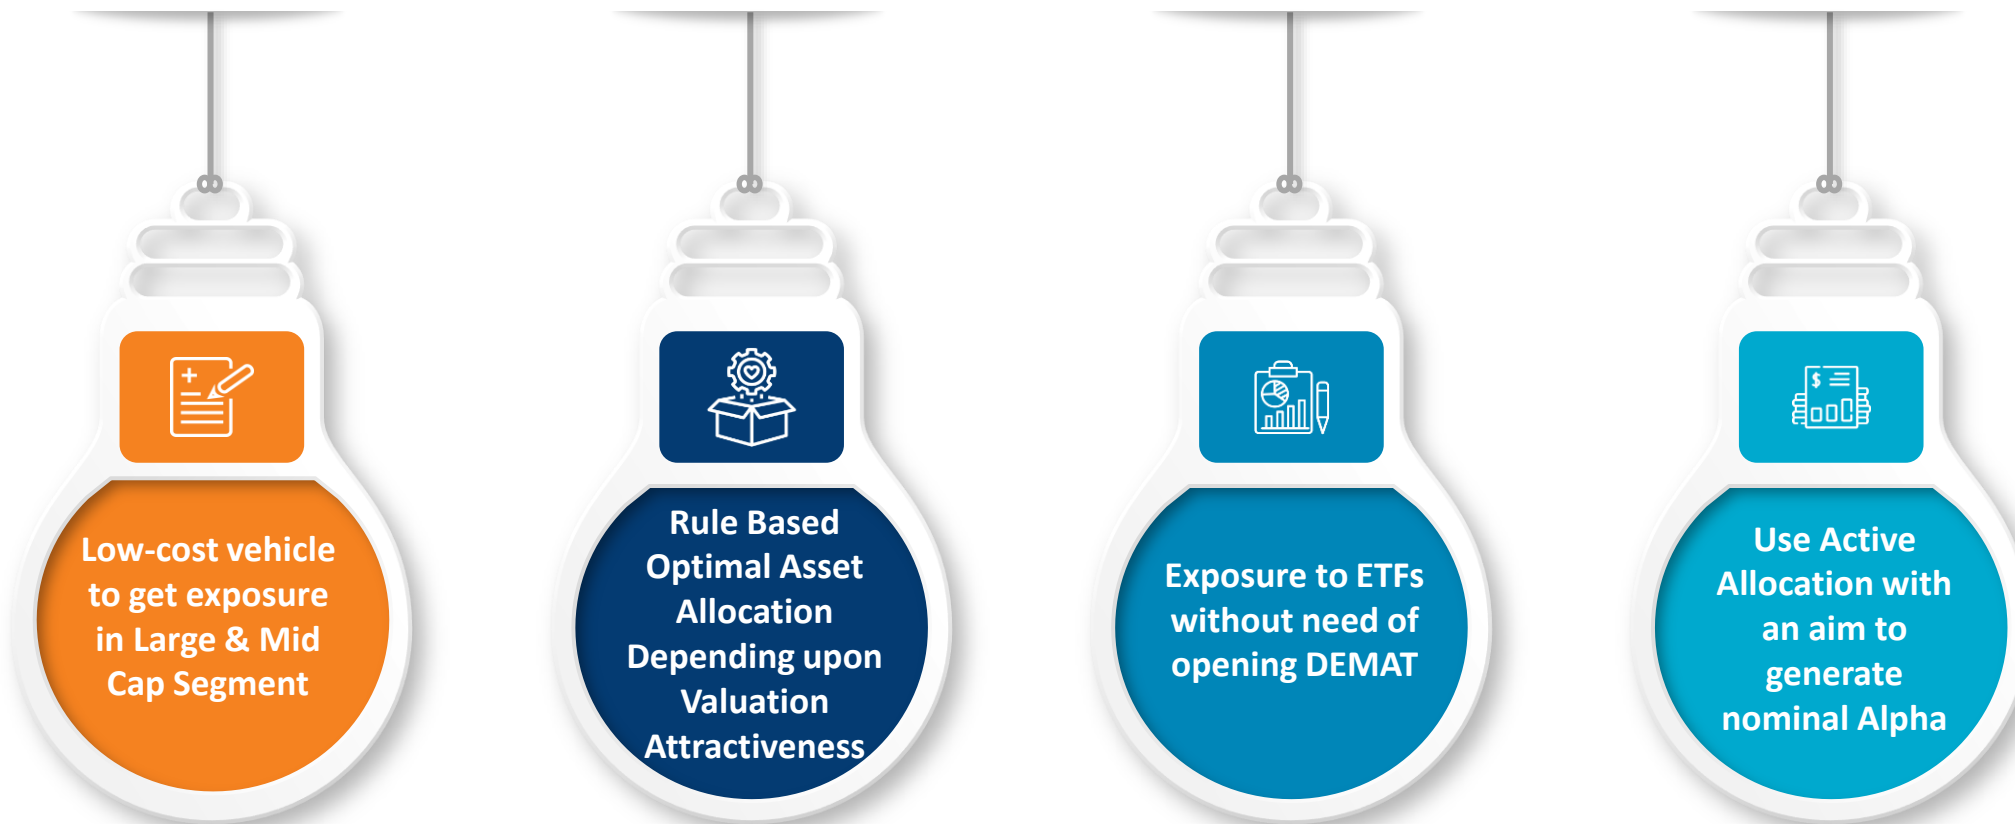 Low-cost vehicle
to get exposure
in Large & Mid
Cap Segment
Rule Based
Optimal Asset
Allocation
Depending upon
Valuation
Attractiveness
Exposure to ETFs
without need of
opening DEMAT
Use Active
Allocation with
an aim to
generate
nominal Alpha